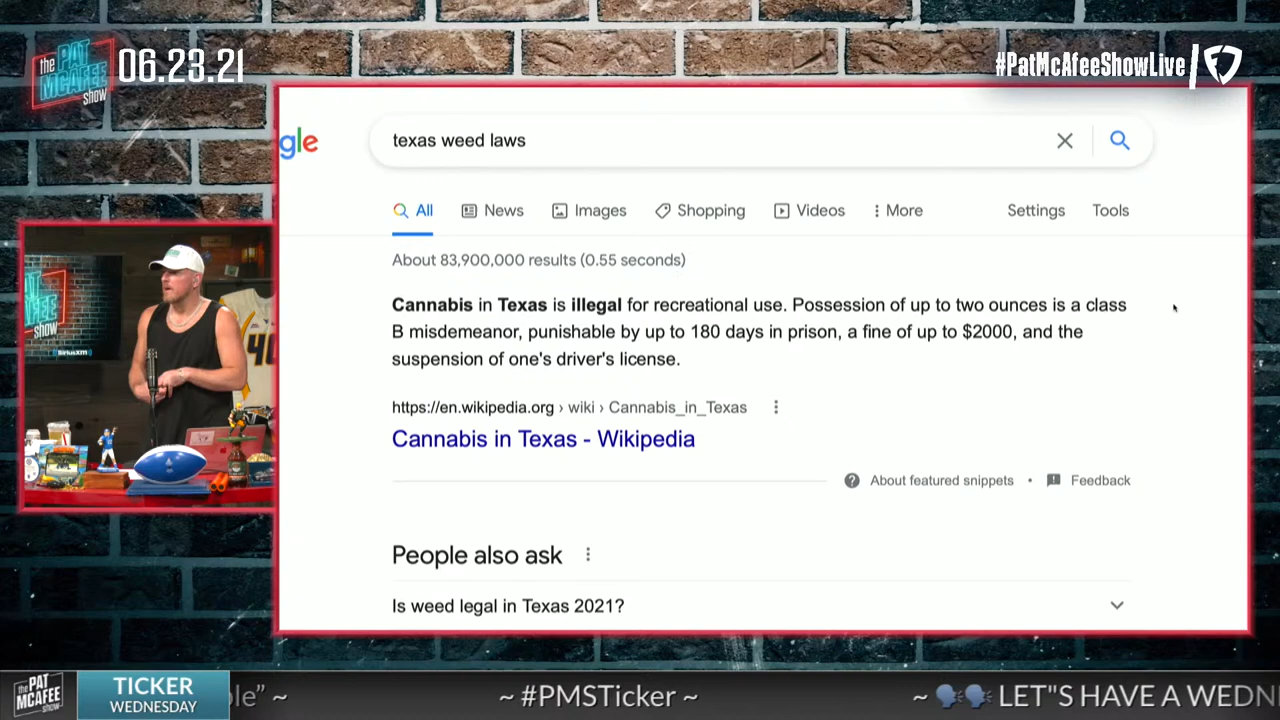 the PAT MCAFEE show
06.23.21
#PatMcAfeeShowLive
gle
texas weed laws
All
News
Images
Shopping
Videos
More
Settings
Tools
About 83,900,000 results (0.55 seconds)
Cannabis in Texas is illegal for recreational use. Possession of up to two ounces is a class
B misdemeanor, punishable by up to 180 days in prison, a fine of up to $2000, and the
suspension of one's driver's license.
https://en.wikipedia.org › wiki › Cannabis_in_Texas
Cannabis in Texas - Wikipedia
About featured snippets • Feedback
People also ask
Is weed legal in Texas 2021?
show
SiriusXM
the PAT MCAFEE show
TICKER
WEDNESDAY
ole” ~
~ #PMSTicker ~
~ 🗣🗣 LET"S HAVE A WEDN